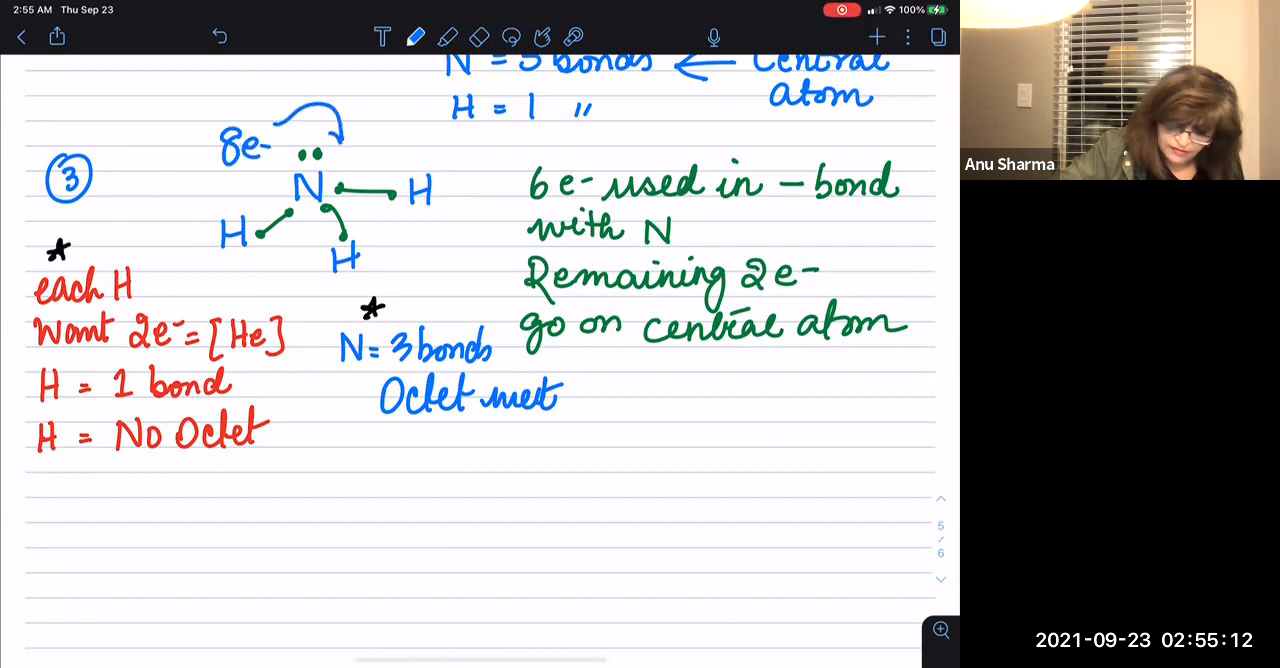 2:55 AM Thu Sep 23
100%
N = 3 bonds ← Central
atom
H = 1 〃
8e-
3
N
H
H
H
6 e- used in – bond
with N
Remaining 2 e-
go on central atom
each H
Want 2e- = [He]
H = 1 bond
H = No Octet
N = 3 bonds
Octet met
5
6
Anu Sharma
2021-09-23 02:55:12